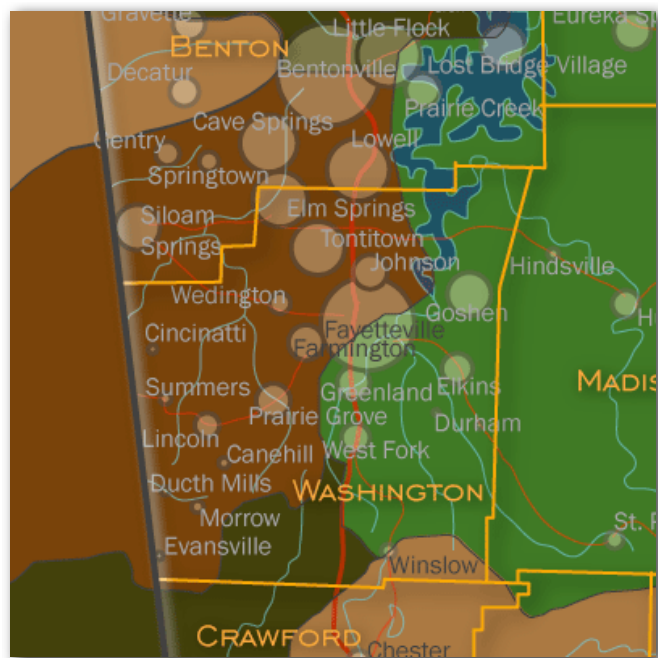 Gravette
Little Flock
Eureka Sp
BENTON
Bentonville
Lost Bridge Village
Decatur
Prairie Creek
Cave Springs
Lowell
Gentry
Springtown
Siloam
Springs
Elm Springs
Tontitown
Johnson
Hindsville
Wedington
Goshen
Cincinatti
Fayetteville
Farmington
MADIS
Summers
Greenland
Elkins
Prairie Grove
Durham
Lincoln
Canehill
West Fork
Ducth Mills
WASHINGTON
Morrow
St. P
Evansville
Winslow
CRAWFORD
Chester